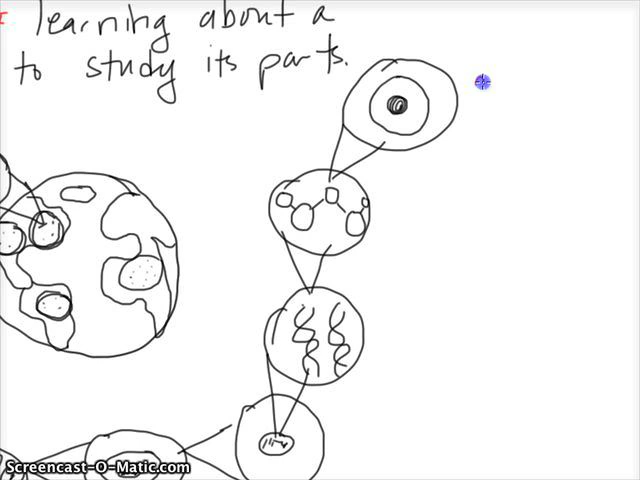 learning about a
to study its parts.
Screencast-O-Matic.com